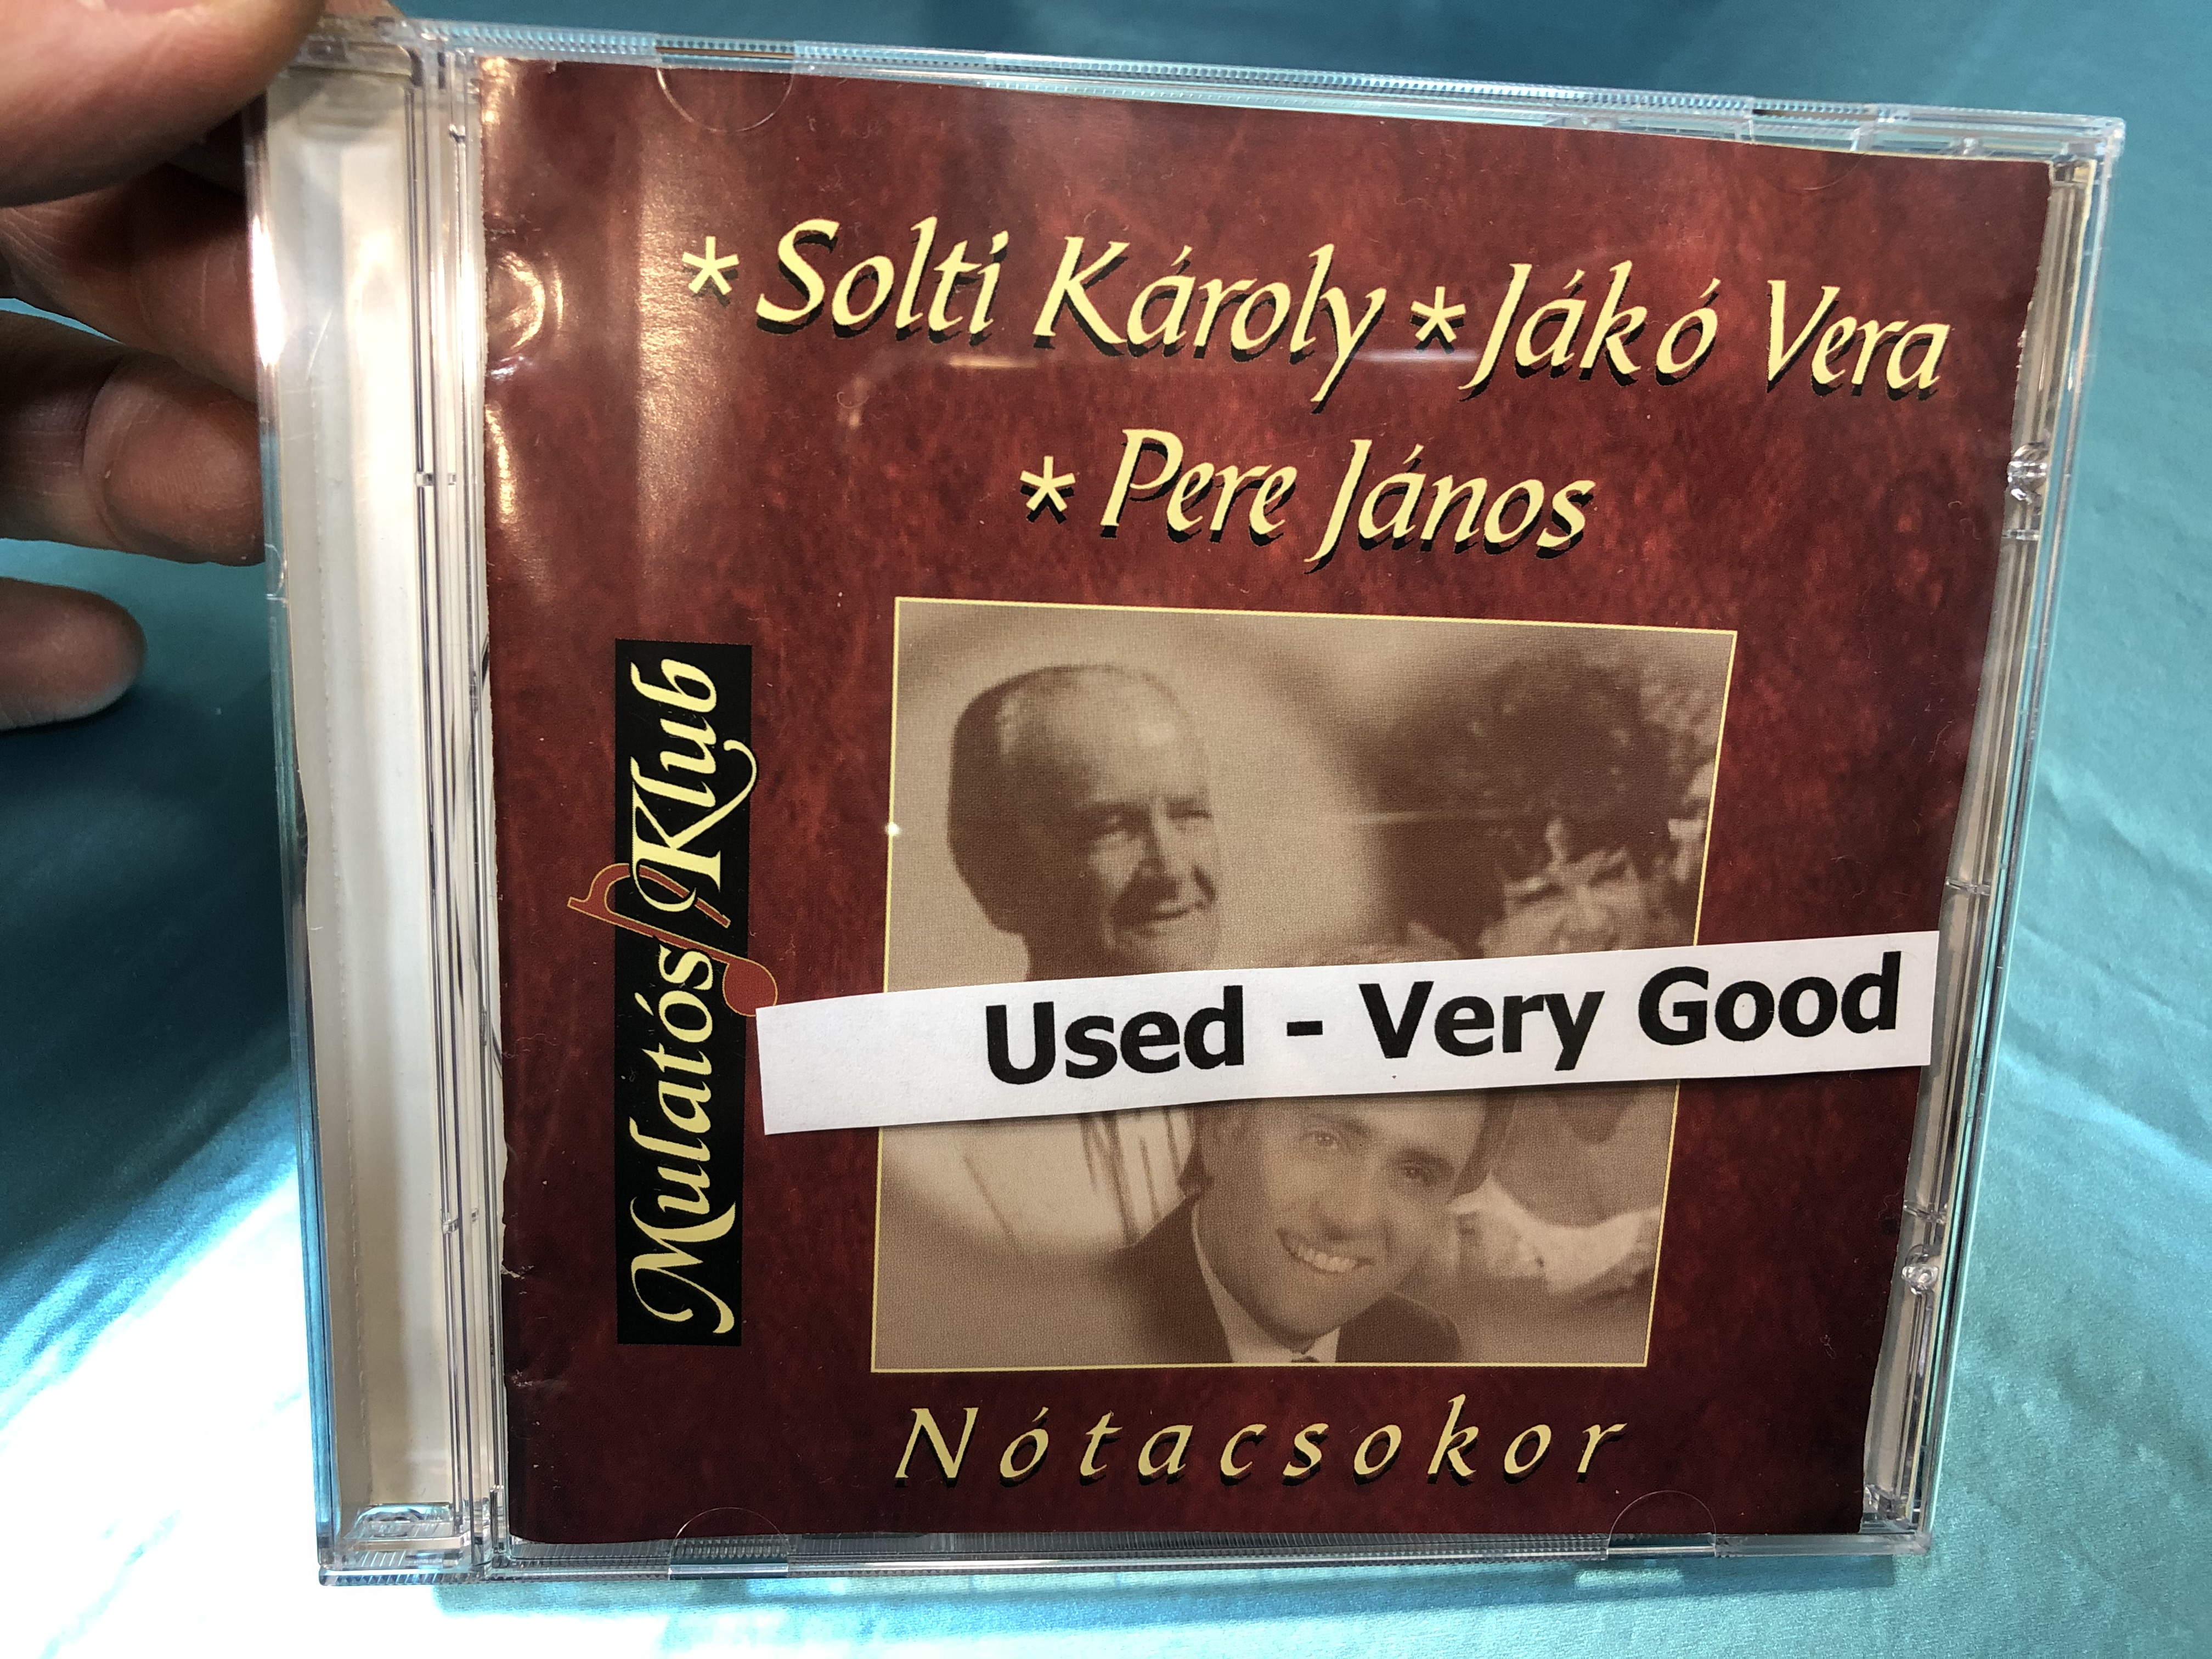 * Solti Károly * Jákó Vera
* Pere János
Mulatós Klub
Used - Very Good
Nótacsokor